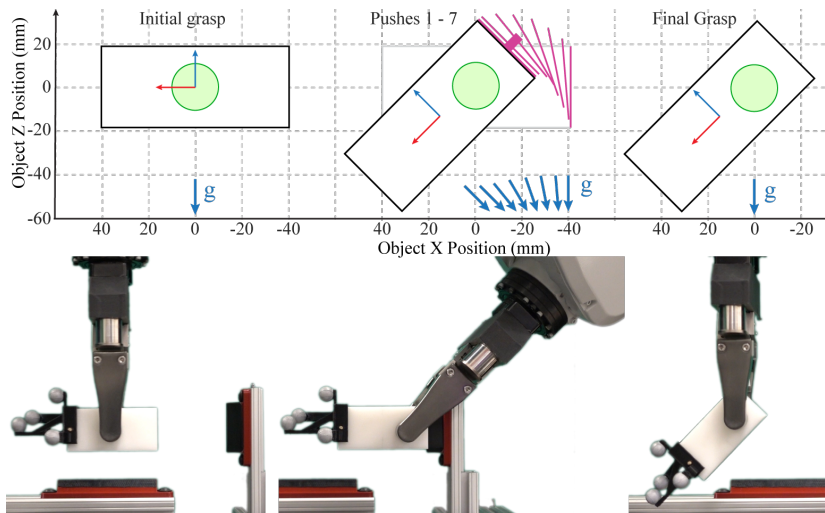 Initial grasp
Pushes 1 - 7
Final Grasp
Object Z Position (mm)
20
0
-20
-40
-60
g
g
g
40 20 0 -20 -40
40 20 0 -20 -40
40 20 0 -20
Object X Position (mm)